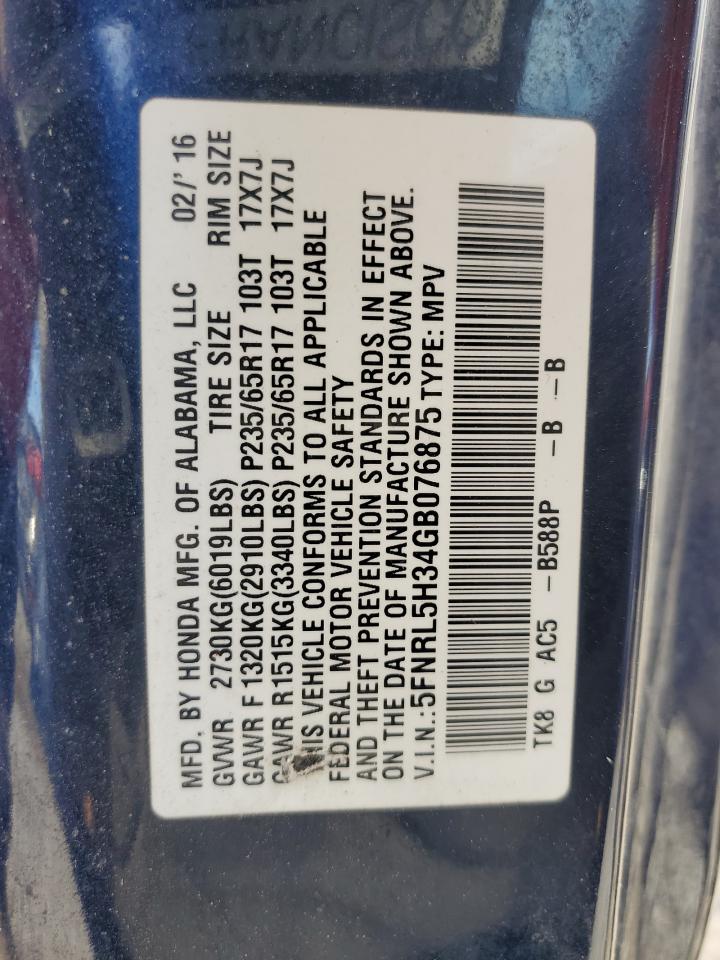 MFD. BY HONDA MFG. OF ALABAMA, LLC 02/' 16
GVWR 2730KG(6019LBS) TIRE SIZE RIM SIZE
GAWR F 1320KG(2910LBS) P235/65R17 103T 17X7J
GAWR R1515KG(3340LBS) P235/65R17 103T 17X7J
VEHICLE CONFORMS TO ALL APPLICABLE
FEDERAL MOTOR VEHICLE SAFETY
AND THEFT PREVENTION STANDARDS IN EFFECT
ON THE DATE OF MANUFACTURE SHOWN ABOVE.
V.I.N.:5FNRL5H34GB076875 TYPE: MPV
TK8 G AC5 -B588P -B -B